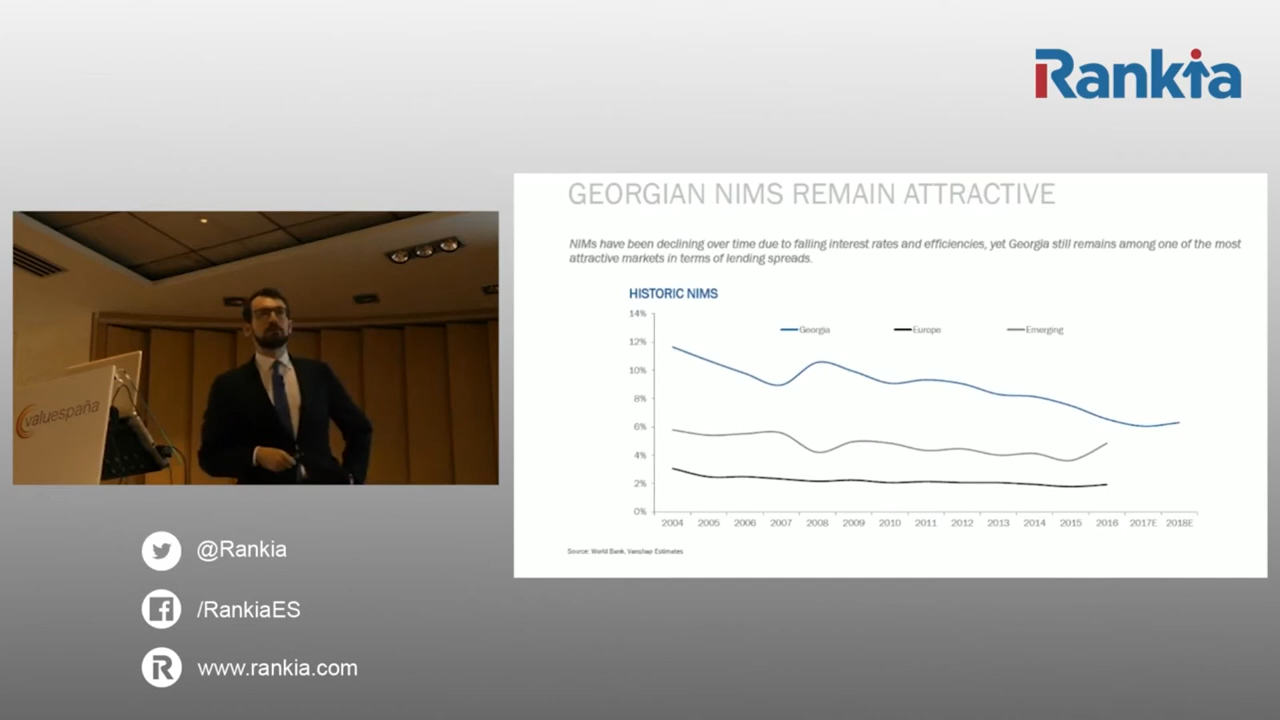 Rankia
GEORGIAN NIMS REMAIN ATTRACTIVE
NIMs have been declining over time due to falling interest rates and efficiencies, yet Georgia still remains among one of the most
attractive markets in terms of lending spreads.
HISTORIC NIMS
14%
Georgia
Europe
Emerging
12%
10%
8%
6%
4%
2%
0%
2004 2005 2006 2007 2008 2009 2010 2011 2012 2013 2014 2015 2016 2017E 2018E
Source: World Bank, Vanshap Estimates
valuespaña
@Rankia
/RankiaES
www.rankia.com